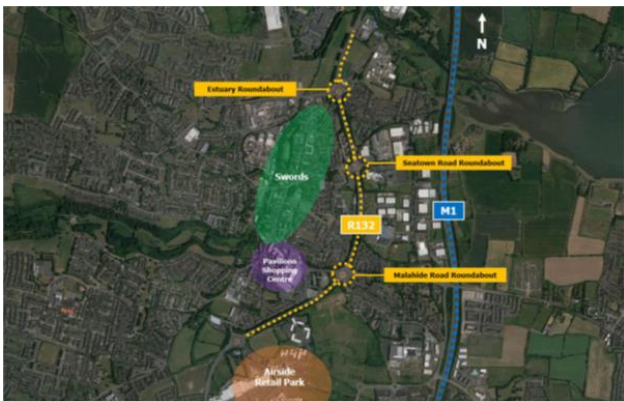 N
Estuary Roundabout
Seatown Road Roundabout
Swords
M1
R132
Pavilions
Shopping
Centre
Malahide Road Roundabout
Airside
Retail Park